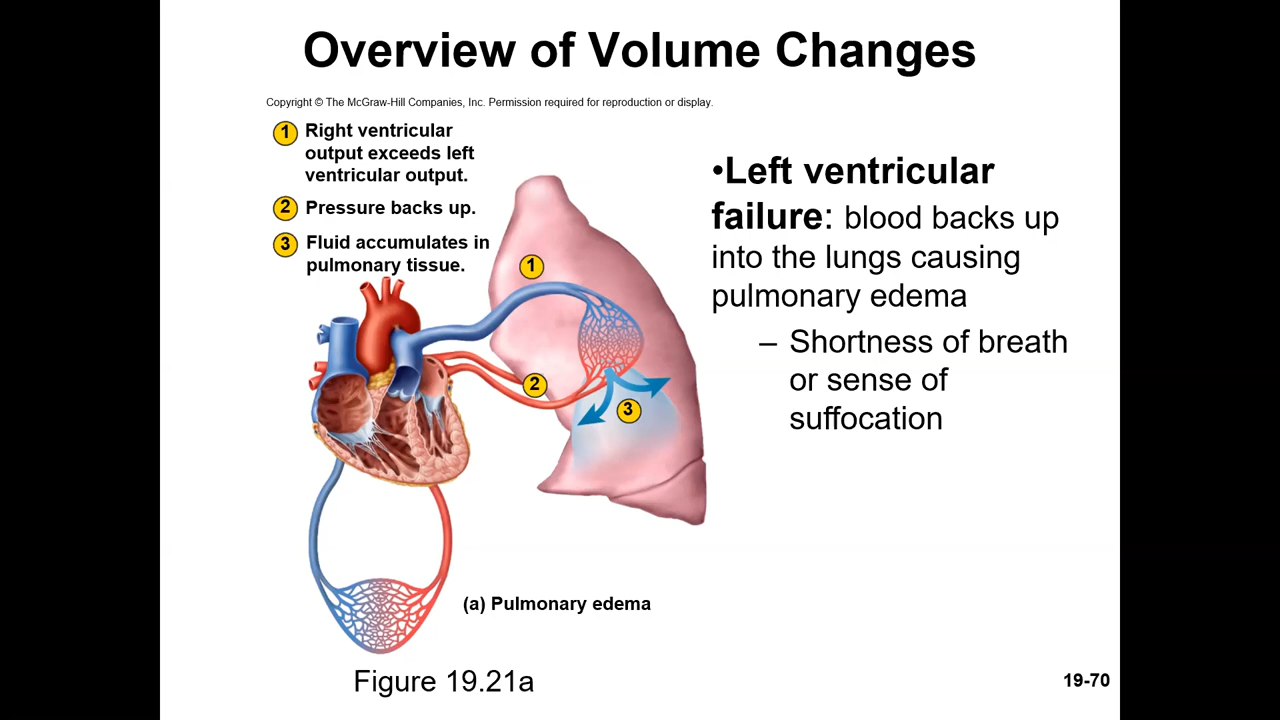 Overview of Volume Changes
Copyright © The McGraw-Hill Companies, Inc. Permission required for reproduction or display.
1 Right ventricular
output exceeds left
ventricular output.
2 Pressure backs up.
3 Fluid accumulates in
pulmonary tissue.
1
2
3
(a) Pulmonary edema
Figure 19.21a
•Left ventricular
failure: blood backs up
into the lungs causing
pulmonary edema
– Shortness of breath
or sense of
suffocation
19-70